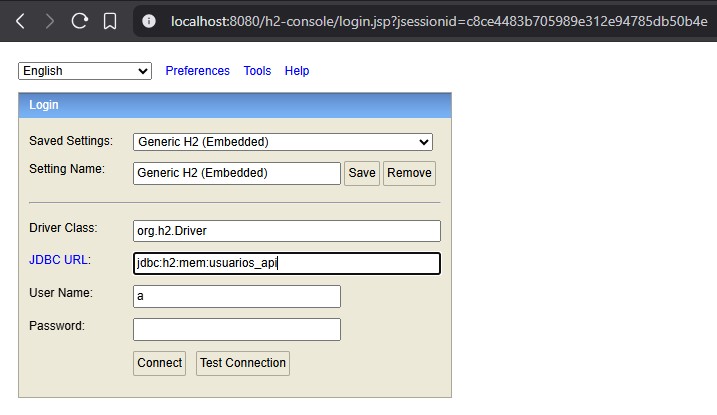 localhost:8080/h2-console/login.jsp?jsessionid=c8ce4483b705989e312e94785db50b4e
English Preferences Tools Help
Login
Saved Settings: Generic H2 (Embedded)
Setting Name: Generic H2 (Embedded) Save Remove
Driver Class: org.h2.Driver
JDBC URL: jdbc:h2:mem:usuarios_api
User Name: a
Password:
Connect Test Connection